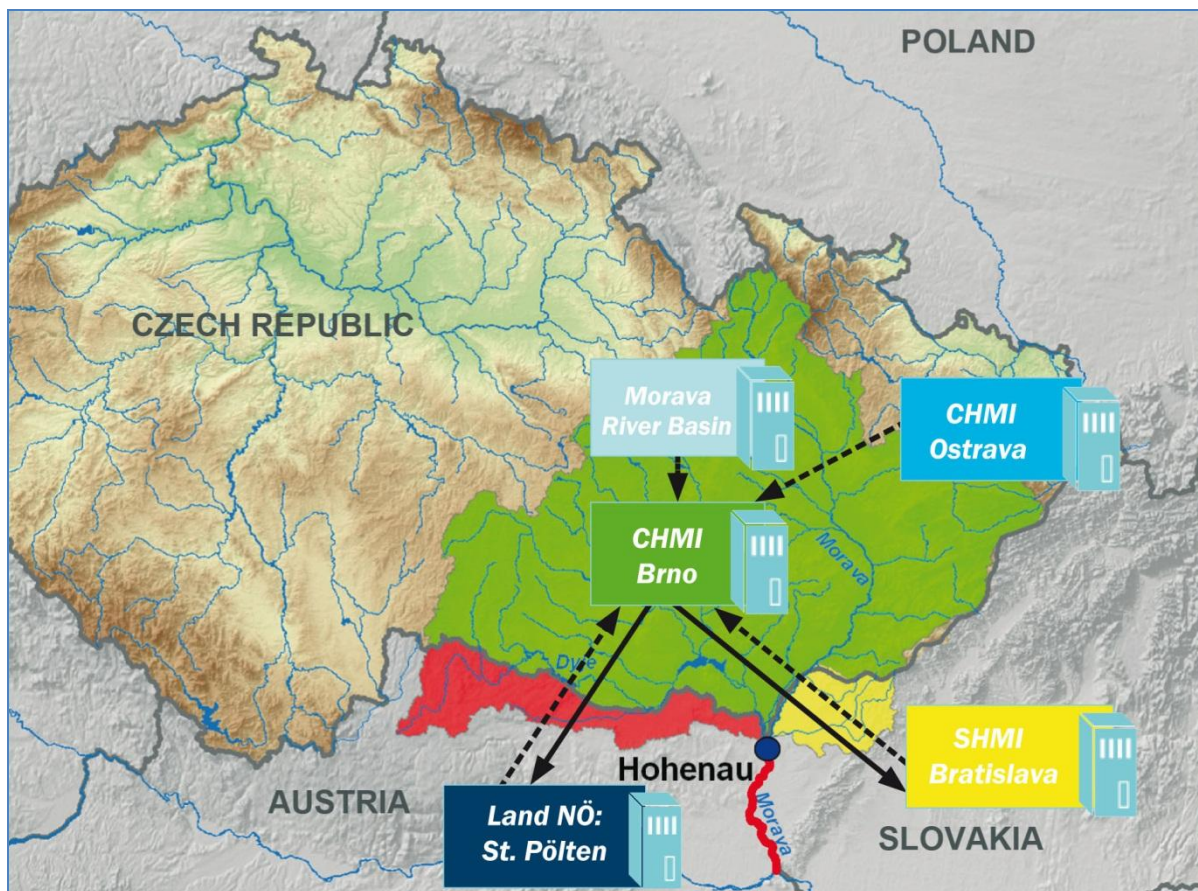 POLAND
CZECH REPUBLIC
Morava
River Basin
CHMI
Ostrava
CHMI
Brno
Morava
Dyje
Hohenau
SHMI
Bratislava
AUSTRIA
Land NÖ:
St. Pölten
Morava
SLOVAKIA